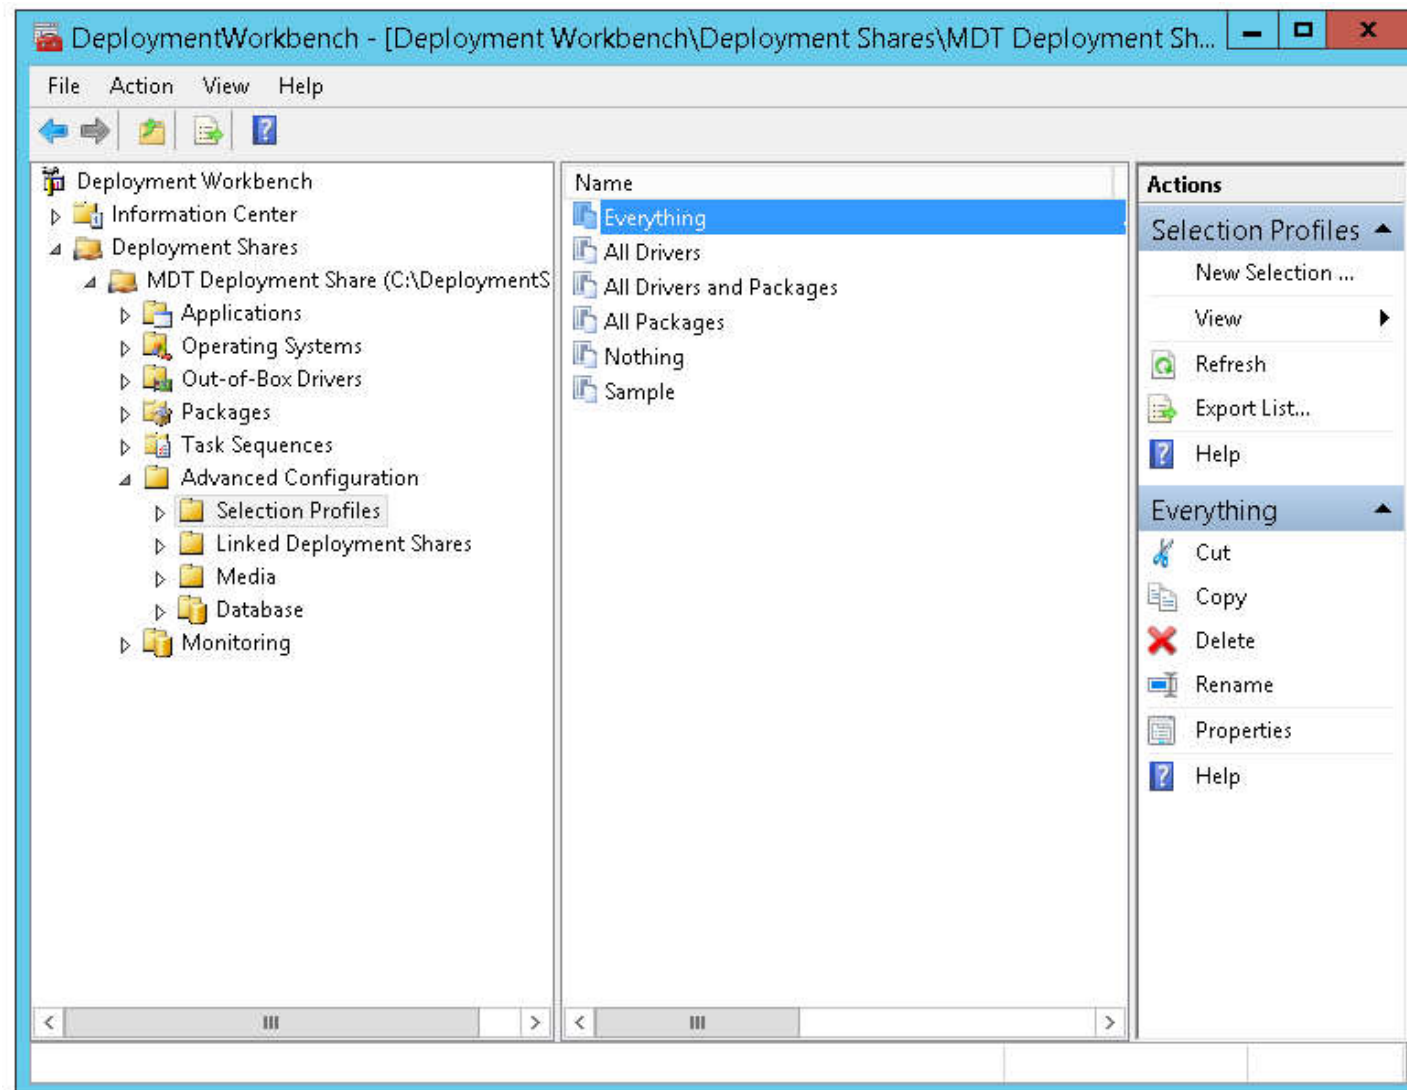 DeploymentWorkbench - [Deployment Workbench\Deployment Shares\MDT Deployment Sh...
File Action View Help
Deployment Workbench
Information Center
Deployment Shares
MDT Deployment Share (C:\DeploymentS
Applications
Operating Systems
Out-of-Box Drivers
Packages
Task Sequences
Advanced Configuration
Selection Profiles
Linked Deployment Shares
Media
Database
Monitoring
Name
Everything
All Drivers
All Drivers and Packages
All Packages
Nothing
Sample
Actions
Selection Profiles
New Selection ...
View
Refresh
Export List...
Help
Everything
Cut
Copy
Delete
Rename
Properties
Help